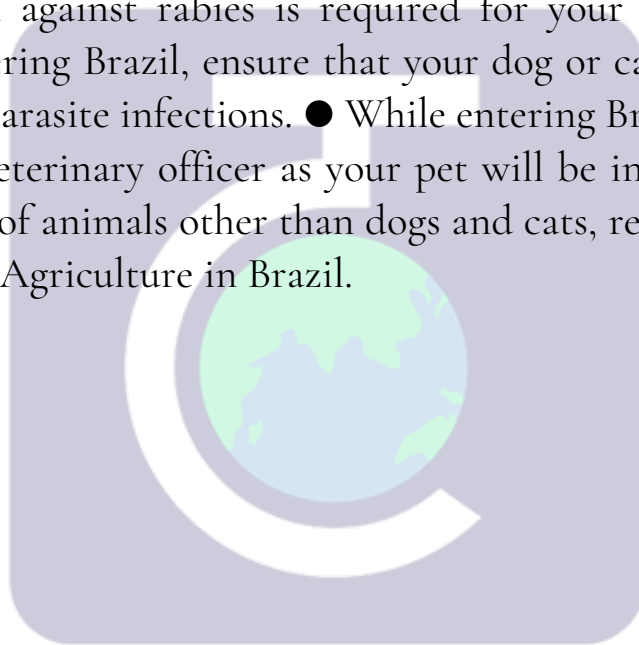 against rabies is required for your
ring Brazil, ensure that your dog or ca
arasite infections. ● While entering Br
eterinary officer as your pet will be in
of animals other than dogs and cats, re
Agriculture in Brazil.